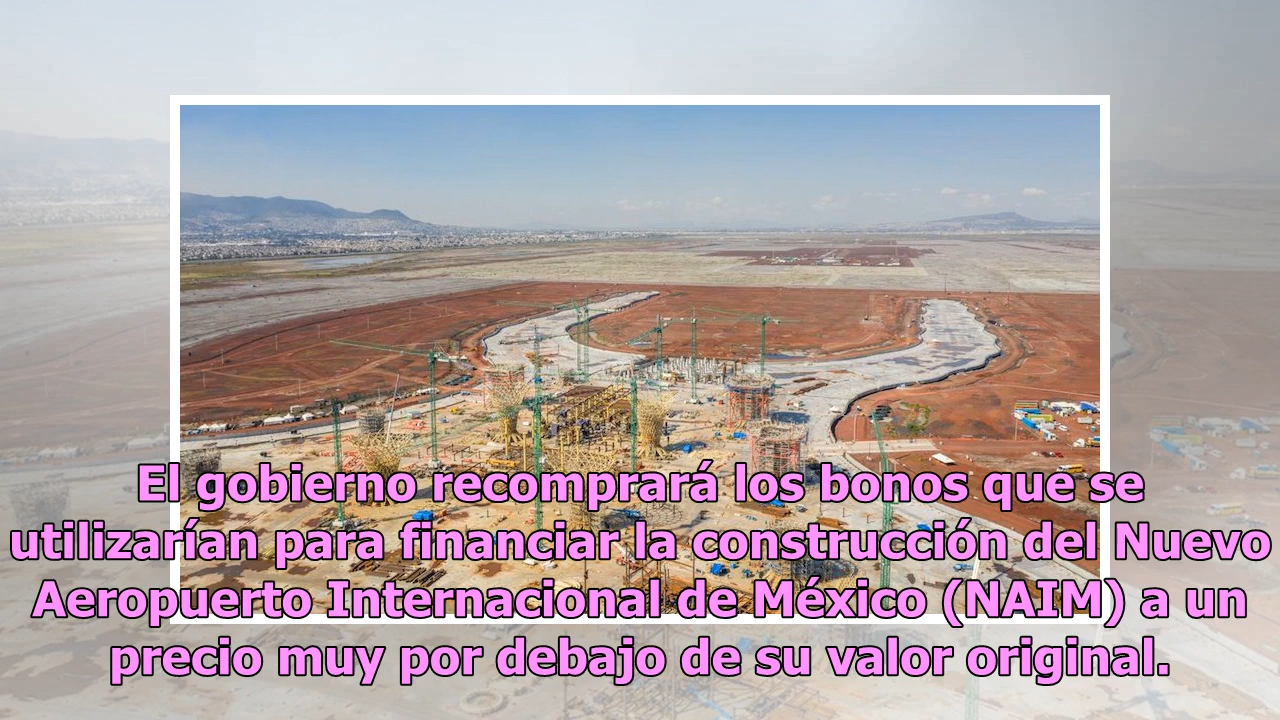 El gobierno recomprará los bonos que se
utilizarían para financiar la construcción del Nuevo
Aeropuerto Internacional de México (NAIM) a un
precio muy por debajo de su valor original.